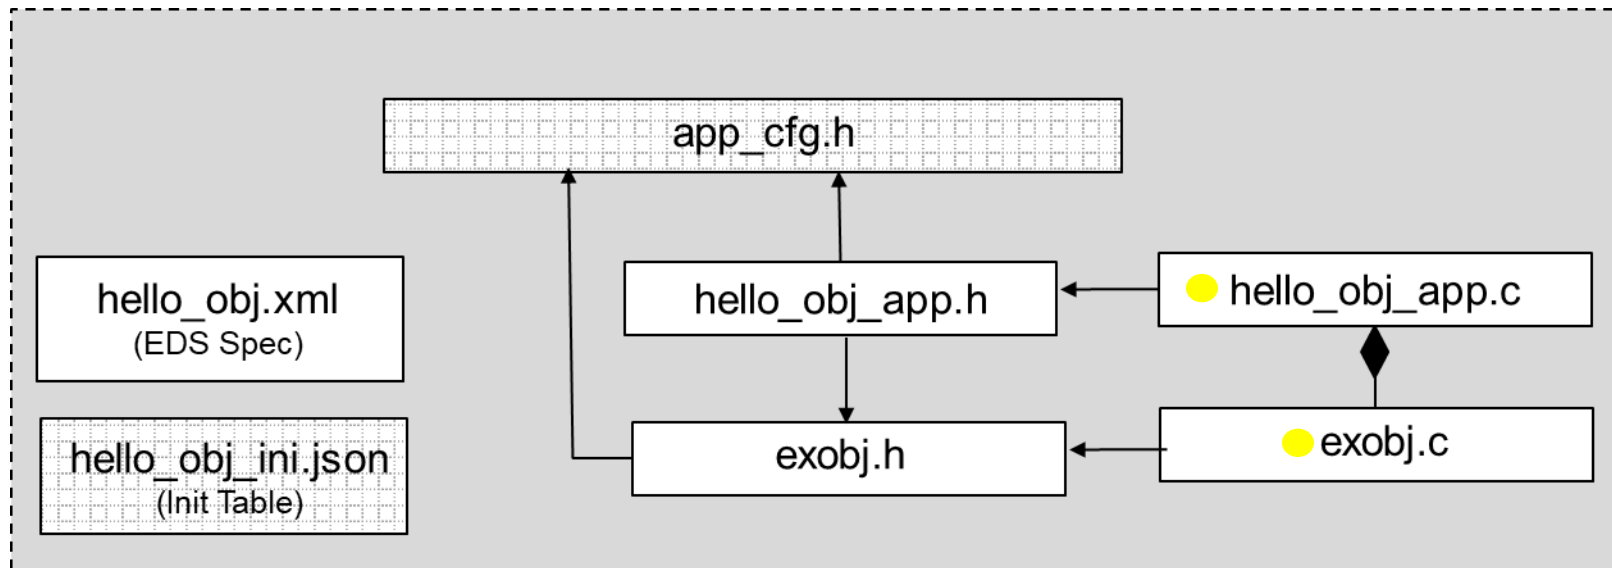 app_cfg.h
hello_obj.xml
(EDS Spec)
hello_obj_app.h
hello_obj_app.c
hello_obj_ini.json
(Init Table)
exobj.h
exobj.c